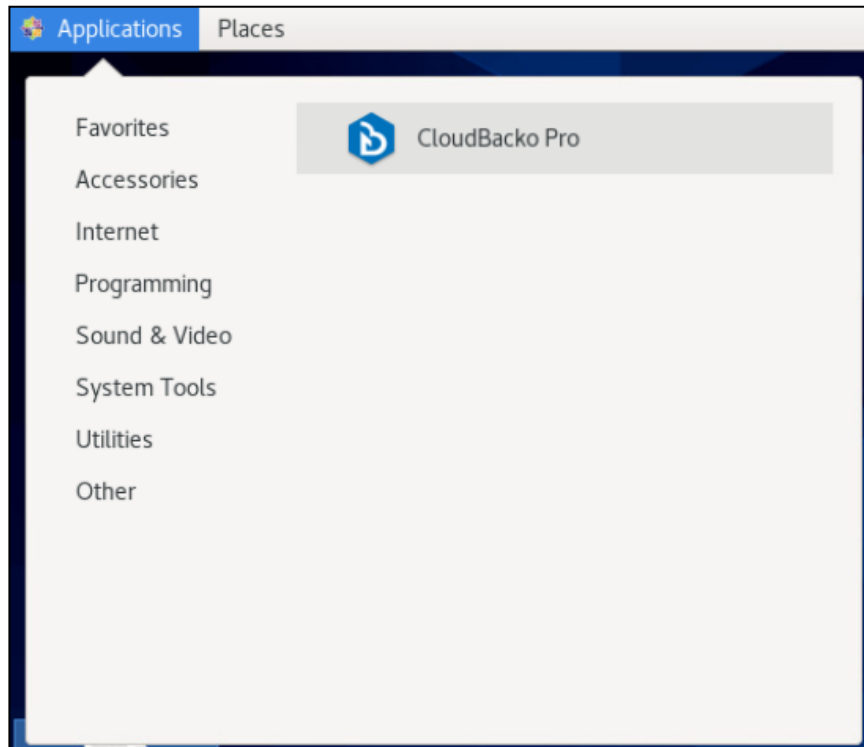 Applications Places
Favorites
CloudBacko Pro
Accessories
Internet
Programming
Sound & Video
System Tools
Utilities
Other